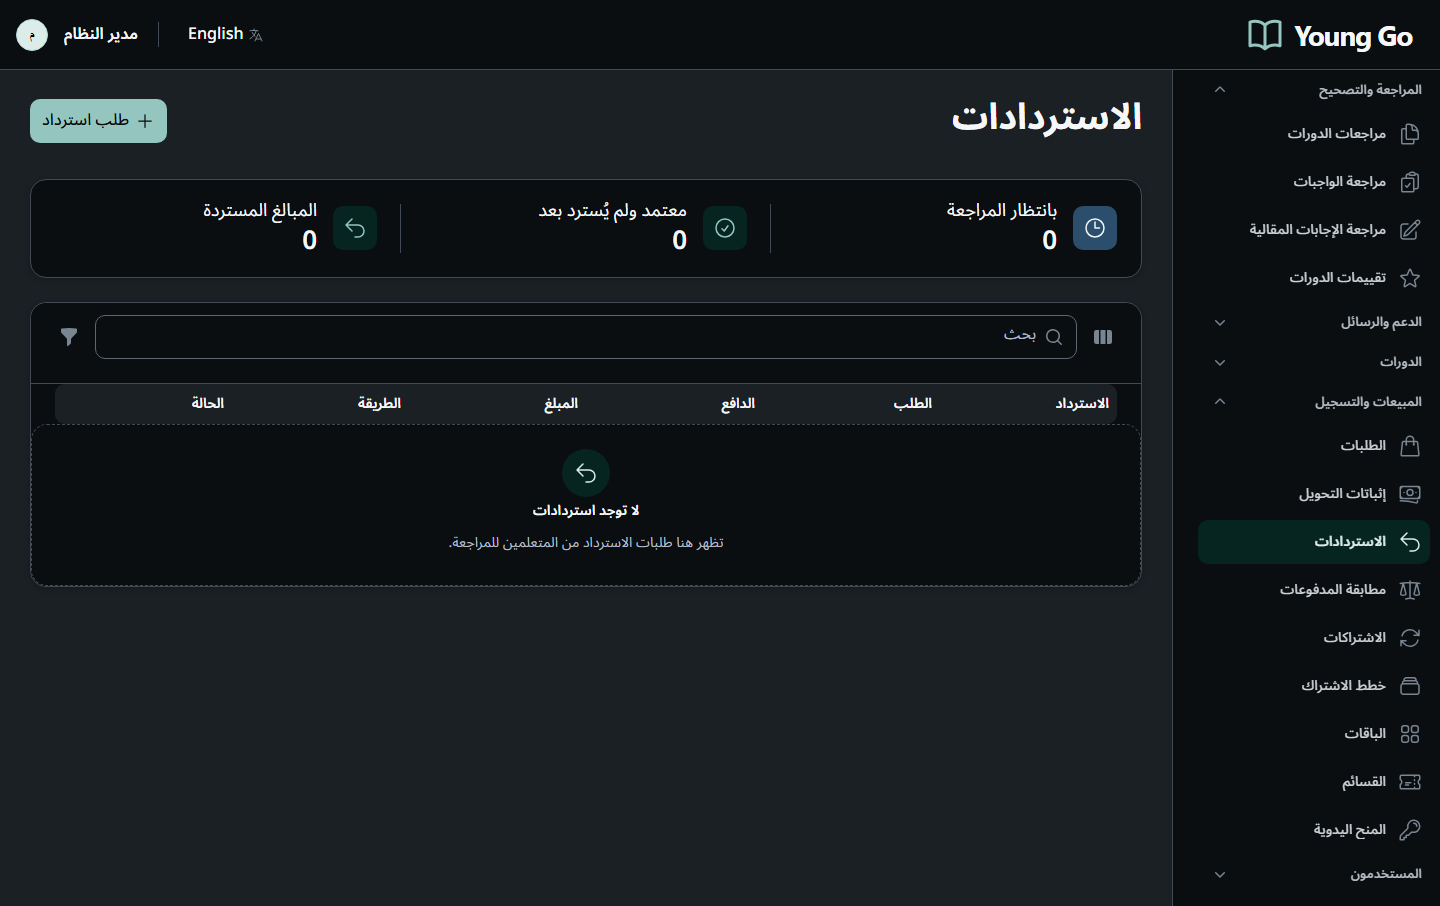 Young Go
English
مدير النظام
م
المراجعة والتصحيح
مراجعات الدورات
مراجعة الواجبات
مراجعة الإجابات المقالية
تقييمات الدورات
الدعم والرسائل
الدورات
المبيعات والتسجيل
الطلبات
إثباتات التحويل
الاستردادات
مطابقة المدفوعات
الاشتراكات
خطط الاشتراك
الباقات
القسائم
المنح اليدوية
المستخدمون
الاستردادات
طلب استرداد
بانتظار المراجعة
0
معتمد ولم يُسترد بعد
0
المبالغ المستردة
0
بحث
الاسترداد الطلب الدافع المبلغ الطريقة الحالة
لا توجد استردادات
تظهر هنا طلبات الاسترداد من المتعلمين للمراجعة.